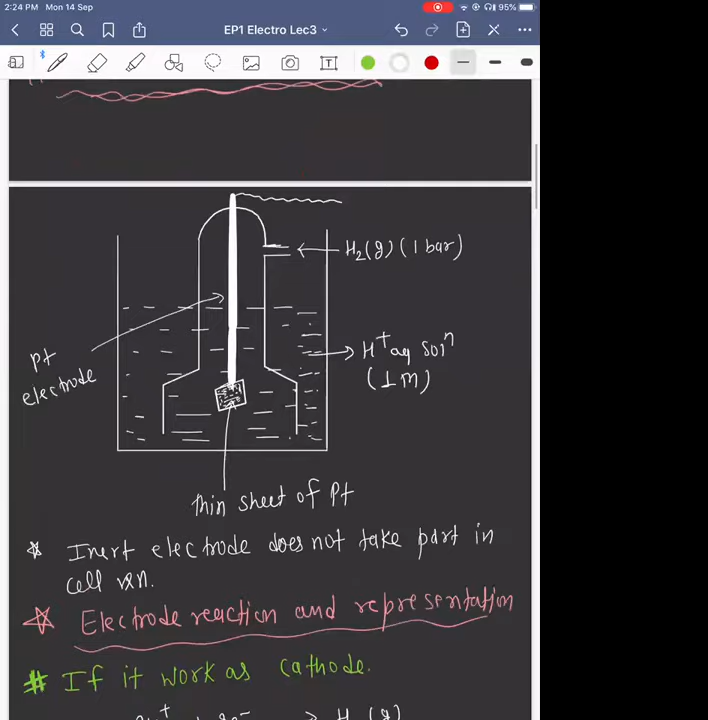 2:24 PM Mon 14 Sep
95%
EP1 Electro Lec3
T
H2(g) (1 bar)
H+ aq soln
(1 M)
Pt
electrode
thin sheet of Pt
* Inert electrode does not take part in
cell rxn.
Electrode reaction and representation
# If it work as cathode.